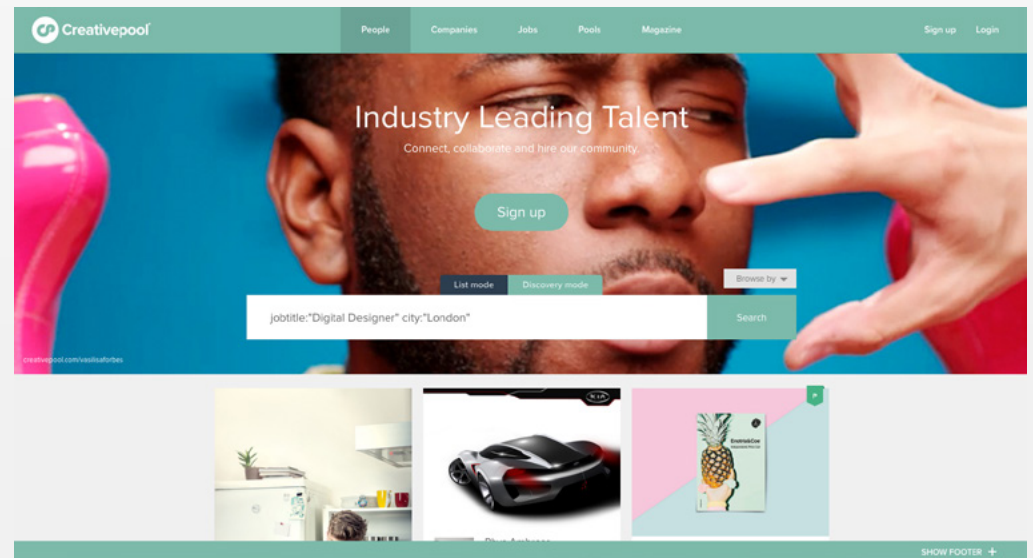 Creativepool
People
Companies
Jobs
Pools
Magazine
Sign up
Login
Industry Leading Talent
Connect, collaborate and hire our community.
Sign up
List mode
Discovery mode
Browse by
jobtitle:"Digital Designer" city:"London"
Search
creativepool.com/vasilisaforbes
KIA
P
SHOW FOOTER +